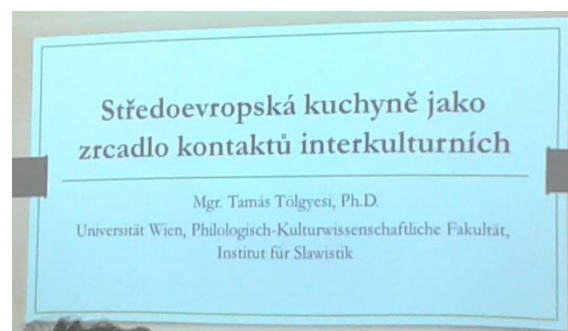 Středoevropská kuchyně jako
zrcadlo kontaktů interkulturních
Mgr. Tamás Tölgyesi, Ph.D.
Universität Wien, Philologisch-Kulturwissenschaftliche Fakultät,
Institut für Slawistik